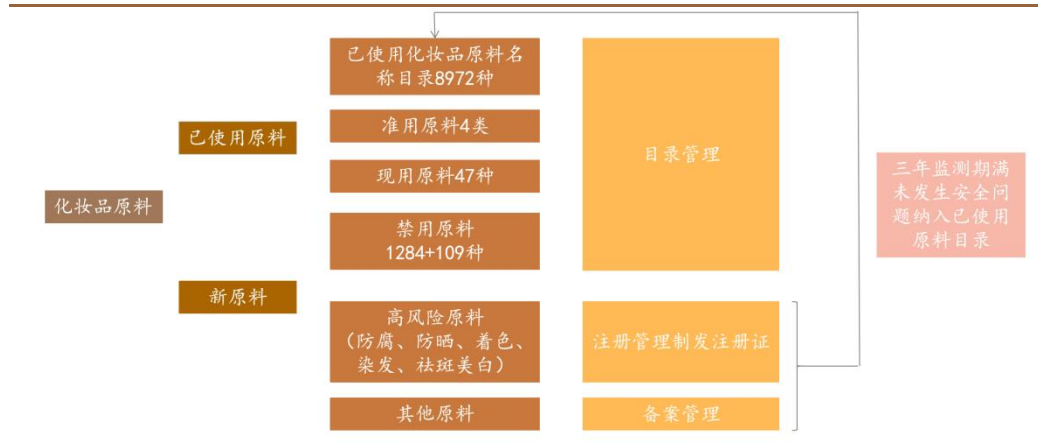 化妆品原料
已使用原料
新原料
已使用化妆品原料名
称目录8972种
准用原料4类
现用原料47种
禁用原料
1284+109种
高风险原料
(防腐、防晒、着色、
染发、祛斑美白)
其他原料
目录管理
注册管理制发注册证
备案管理
三年监测期满
未发生安全问
题纳入已使用
原料目录